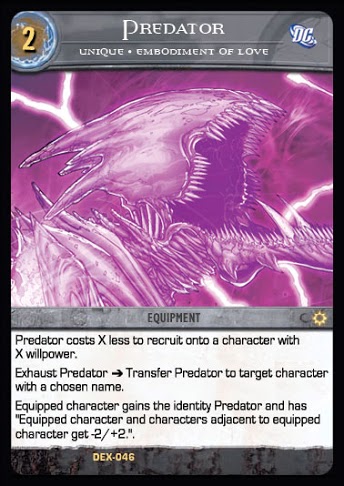 2
PREDATOR
UNIQUE • EMBODIMENT OF LOVE
DC
EQUIPMENT
C
Predator costs X less to recruit onto a character with
X willpower.
Exhaust Predator ➔ Transfer Predator to target character
with a chosen name.
Equipped character gains the identity Predator and has
"Equipped character and characters adjacent to equipped
character get -2/+2.".
DEX-046